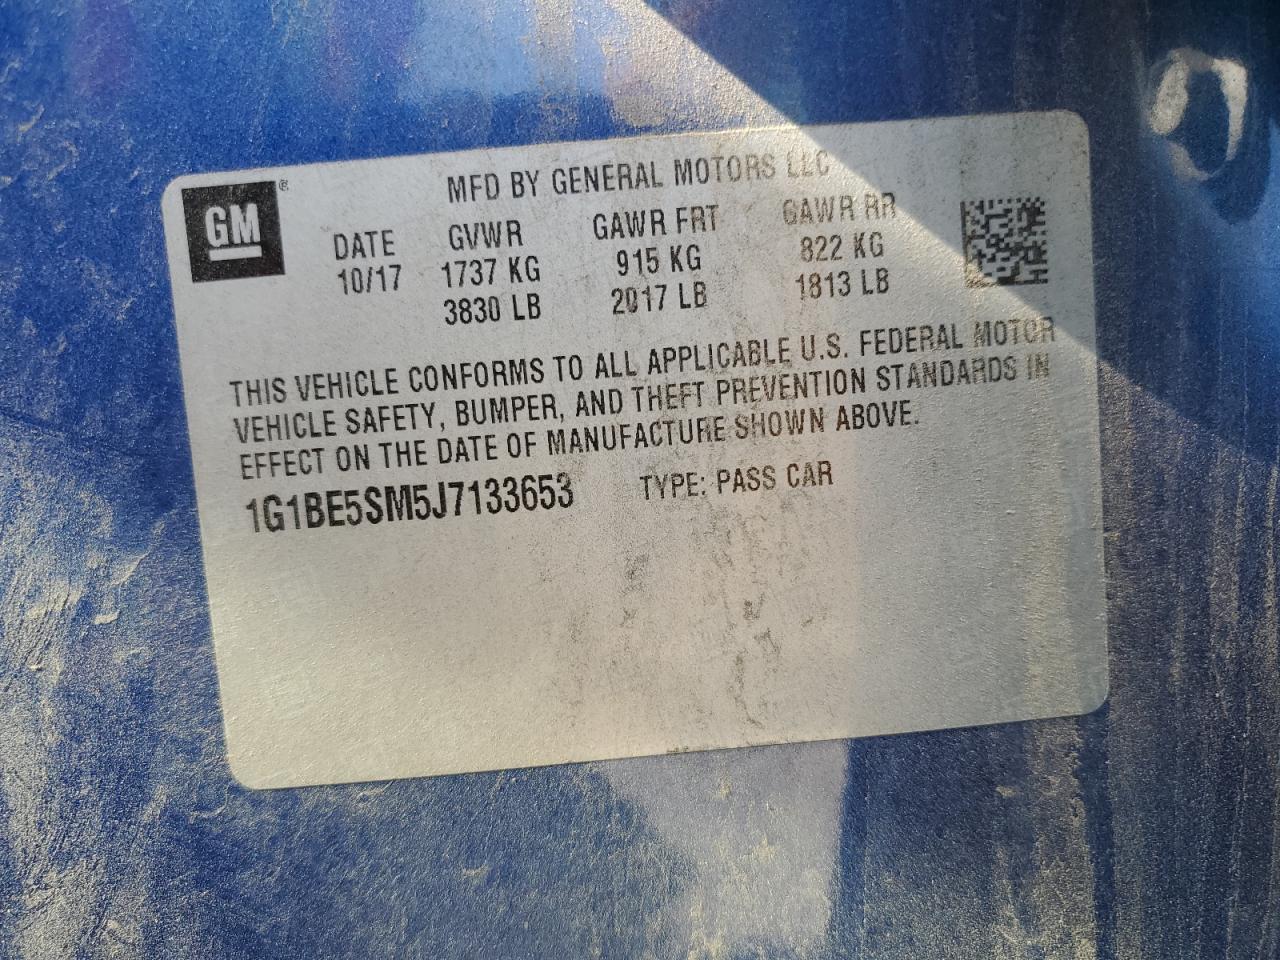 MFD BY GENERAL MOTORS LLC
GM ®
DATE GVWR GAWR FRT GAWR RR
10/17 1737 KG 915 KG 822 KG
3830 LB 2017 LB 1813 LB
THIS VEHICLE CONFORMS TO ALL APPLICABLE U.S. FEDERAL MOTOR
VEHICLE SAFETY, BUMPER, AND THEFT PREVENTION STANDARDS IN
EFFECT ON THE DATE OF MANUFACTURE SHOWN ABOVE.
1G1BE5SM5J7133653 TYPE: PASS CAR